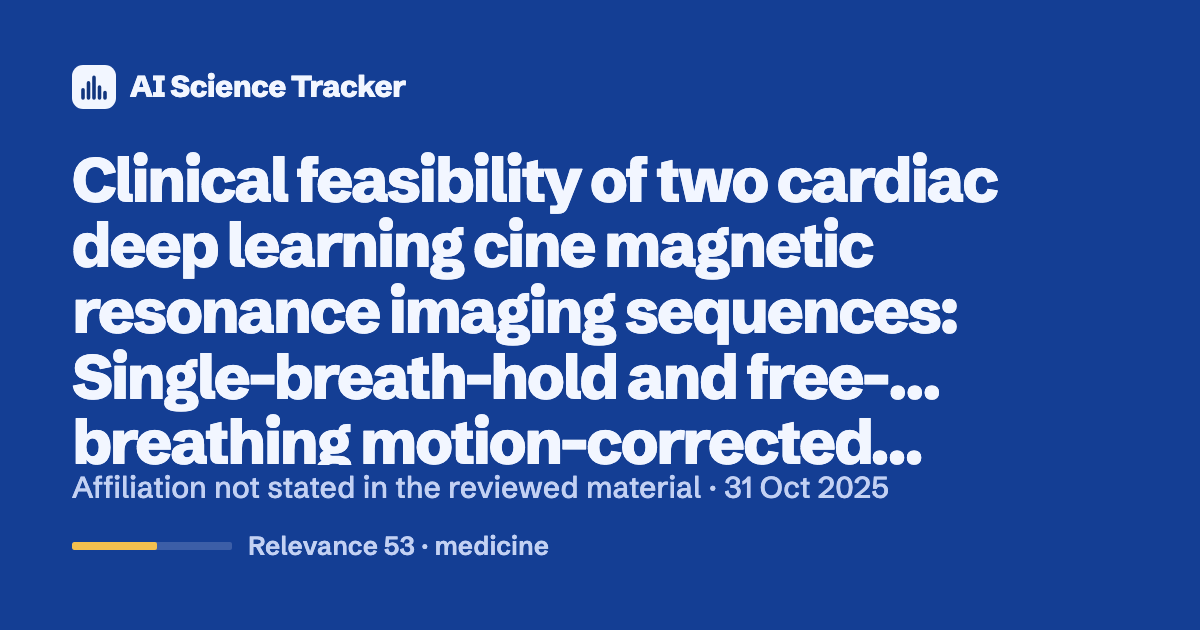 AI Science Tracker
Clinical feasibility of two cardiac
deep learning cine magnetic
resonance imaging sequences:
Single-breath-hold and free-...
breathing motion-corrected...
Affiliation not stated in the reviewed material · 31 Oct 2025
Relevance 53 · medicine